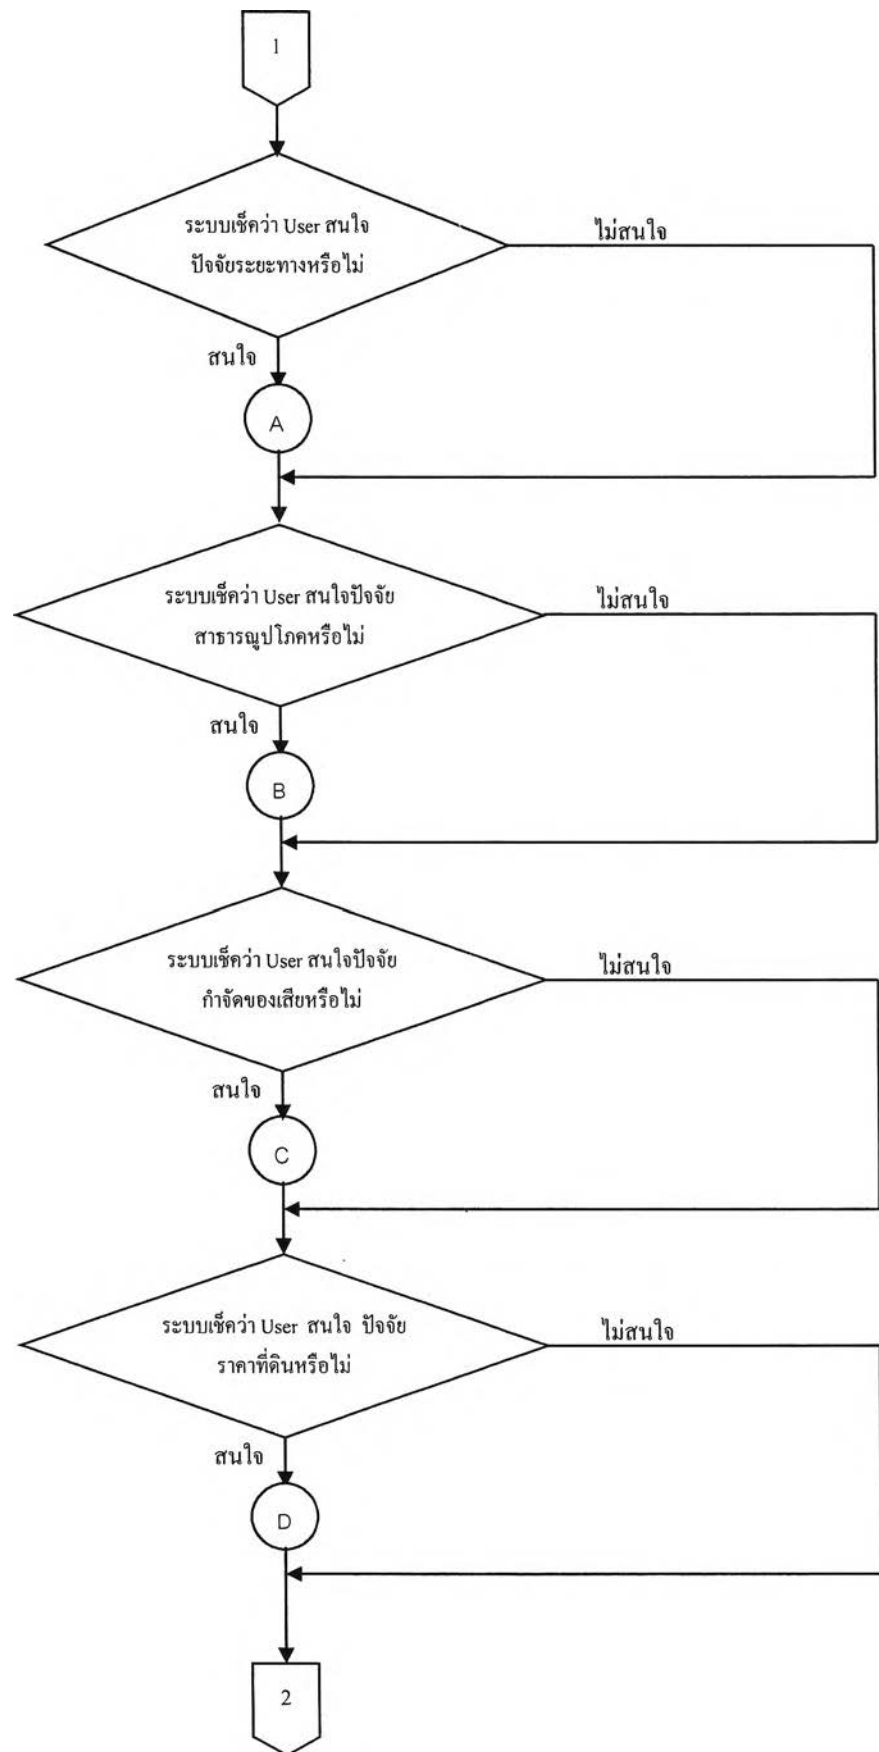 1
ระบบเช็คว่า User สนใจ
ปัจจัยระยะทางหรือไม่
ไม่สนใจ
สนใจ
A
ระบบเช็คว่า User สนใจปัจจัย
สาธารณูปโภคหรือไม่
ไม่สนใจ
สนใจ
B
ระบบเช็คว่า User สนใจปัจจัย
กำจัดของเสียหรือไม่
ไม่สนใจ
สนใจ
C
ระบบเช็คว่า User สนใจ ปัจจัย
ราคาที่ดินหรือไม่
ไม่สนใจ
สนใจ
D
2